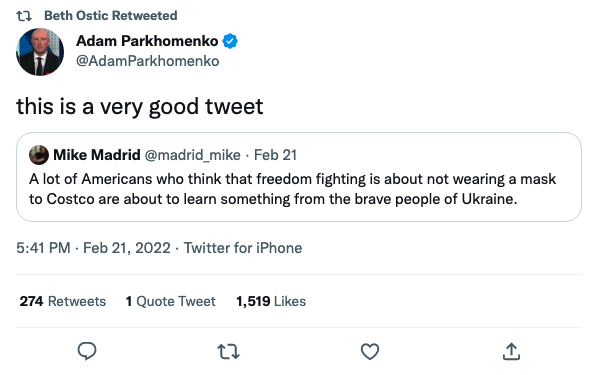 Beth Ostic Retweeted
Adam Parkhomenko
@AdamParkhomenko
this is a very good tweet
Mike Madrid @madrid_mike · Feb 21
A lot of Americans who think that freedom fighting is about not wearing a mask
to Costco are about to learn something from the brave people of Ukraine.
5:41 PM · Feb 21, 2022 · Twitter for iPhone
274 Retweets 1 Quote Tweet 1,519 Likes